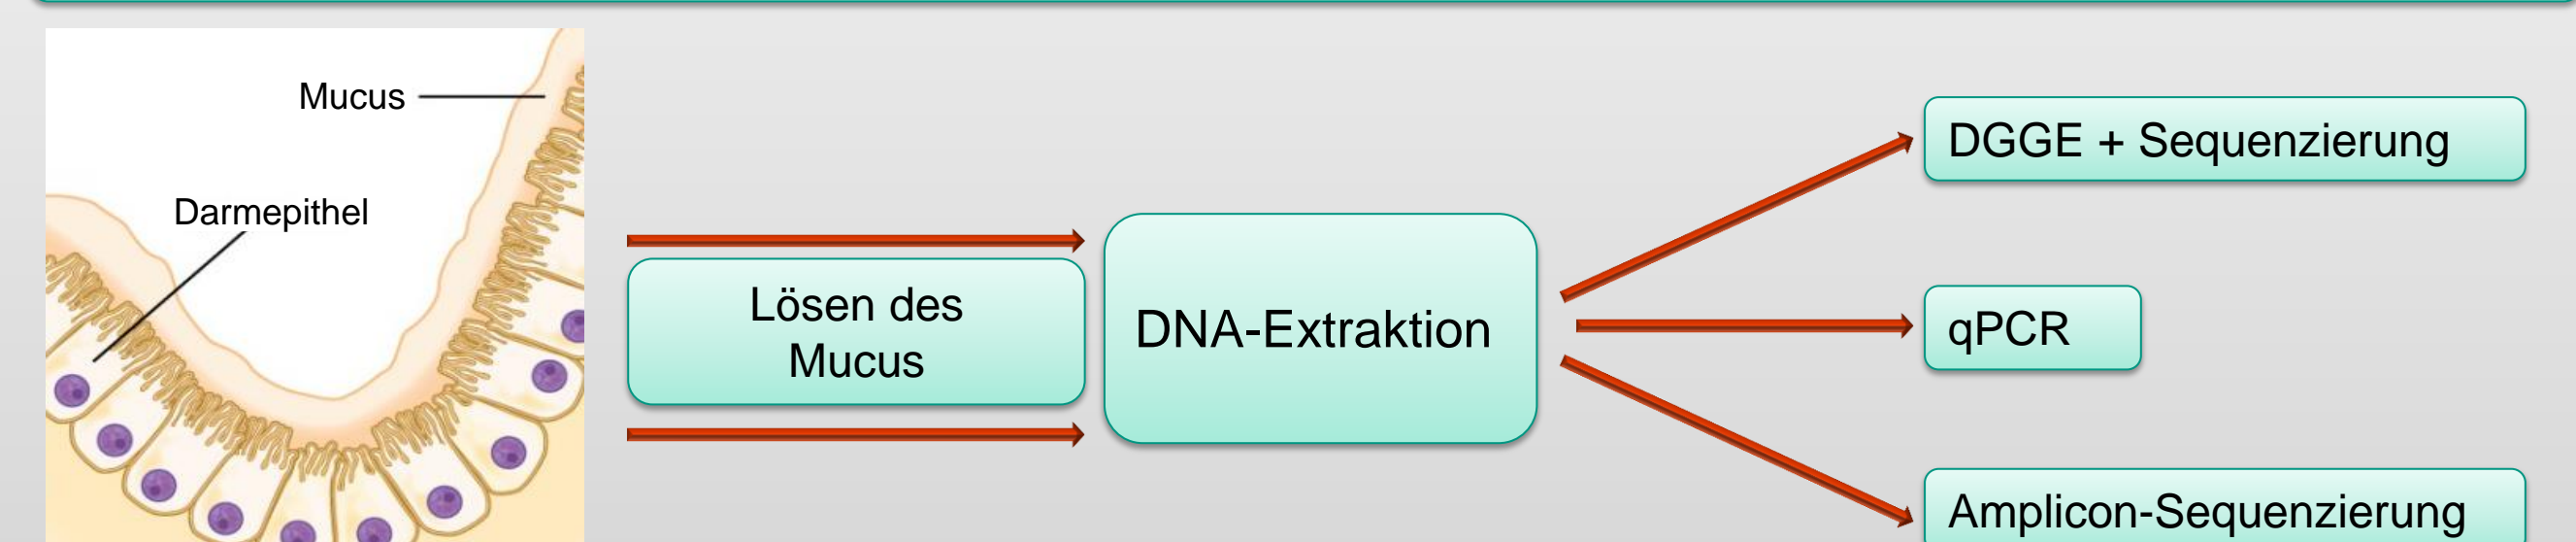 Mucus
Darmepithel
Lösen des
Mucus
DNA-Extraktion
DGGE + Sequenzierung
qPCR
Amplicon-Sequenzierung